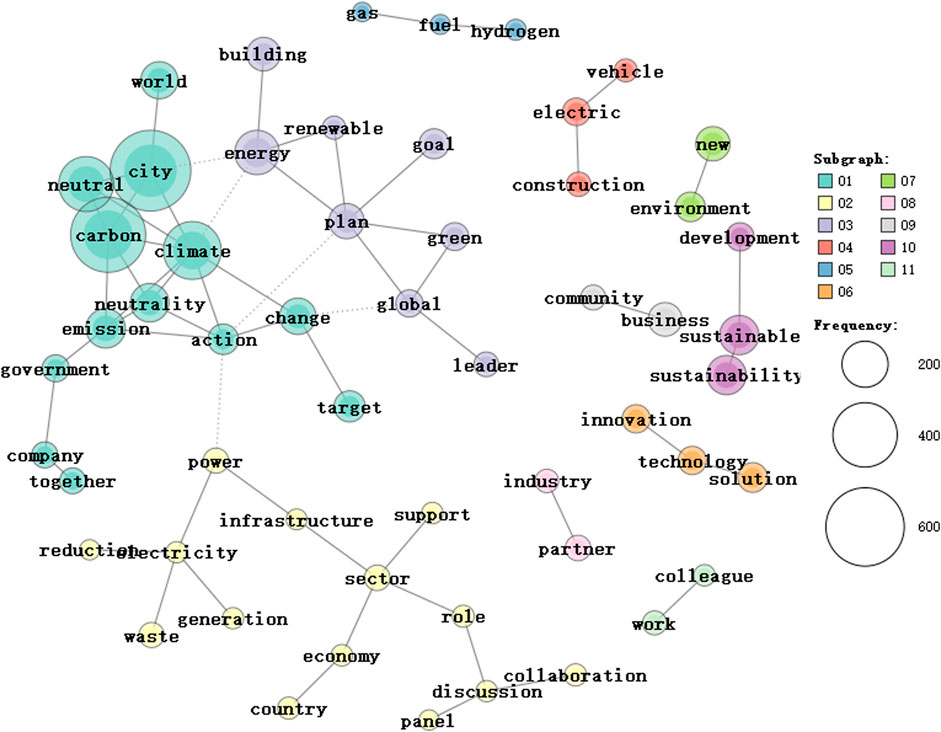 gas
fuel
hydrogen
building
world
vehicle
electric
renewable
goal
new
energy
city
neutral
construction
environment
plan
carbon
green
development
climate
community
neutrality
global
change
business
emission
action
sustainable
government
leader
sustainability
target
innovation
company
power
technology
together
industry
solution
infrastructure
support
reduction
electricity
partner
sector
colleague
generation
role
work
waste
economy
collaboration
discussion
country
panel
Subgraph:
01
07
02
08
03
09
04
10
05
11
06
Frequency:
200
400
600